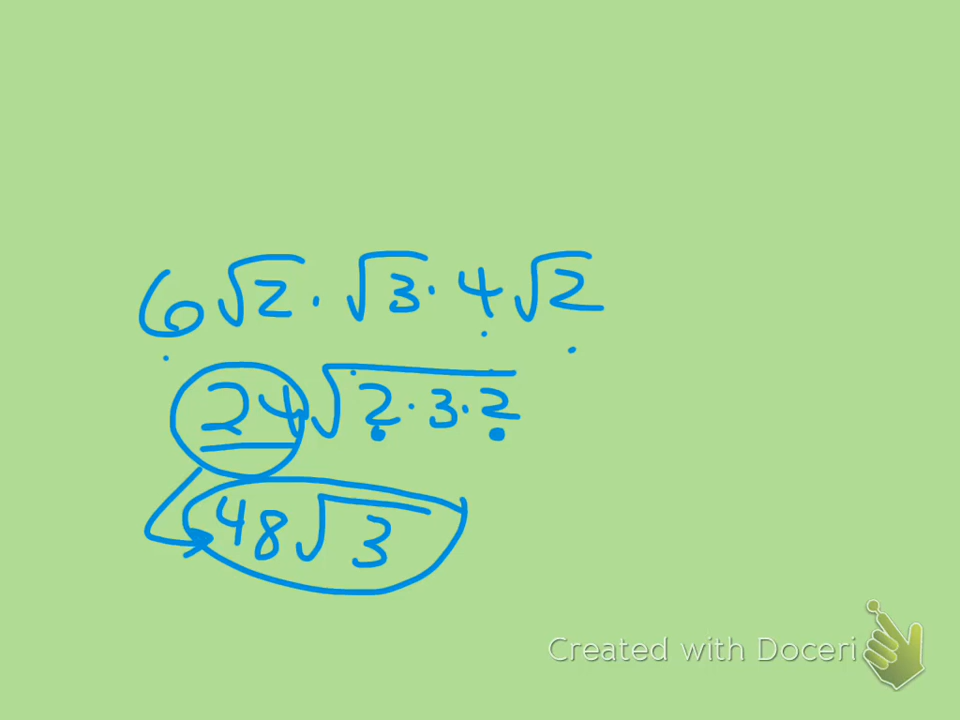 6√2 · √3 · 4√2
24√2 · 3 · 2
48√3
Created with Doceri